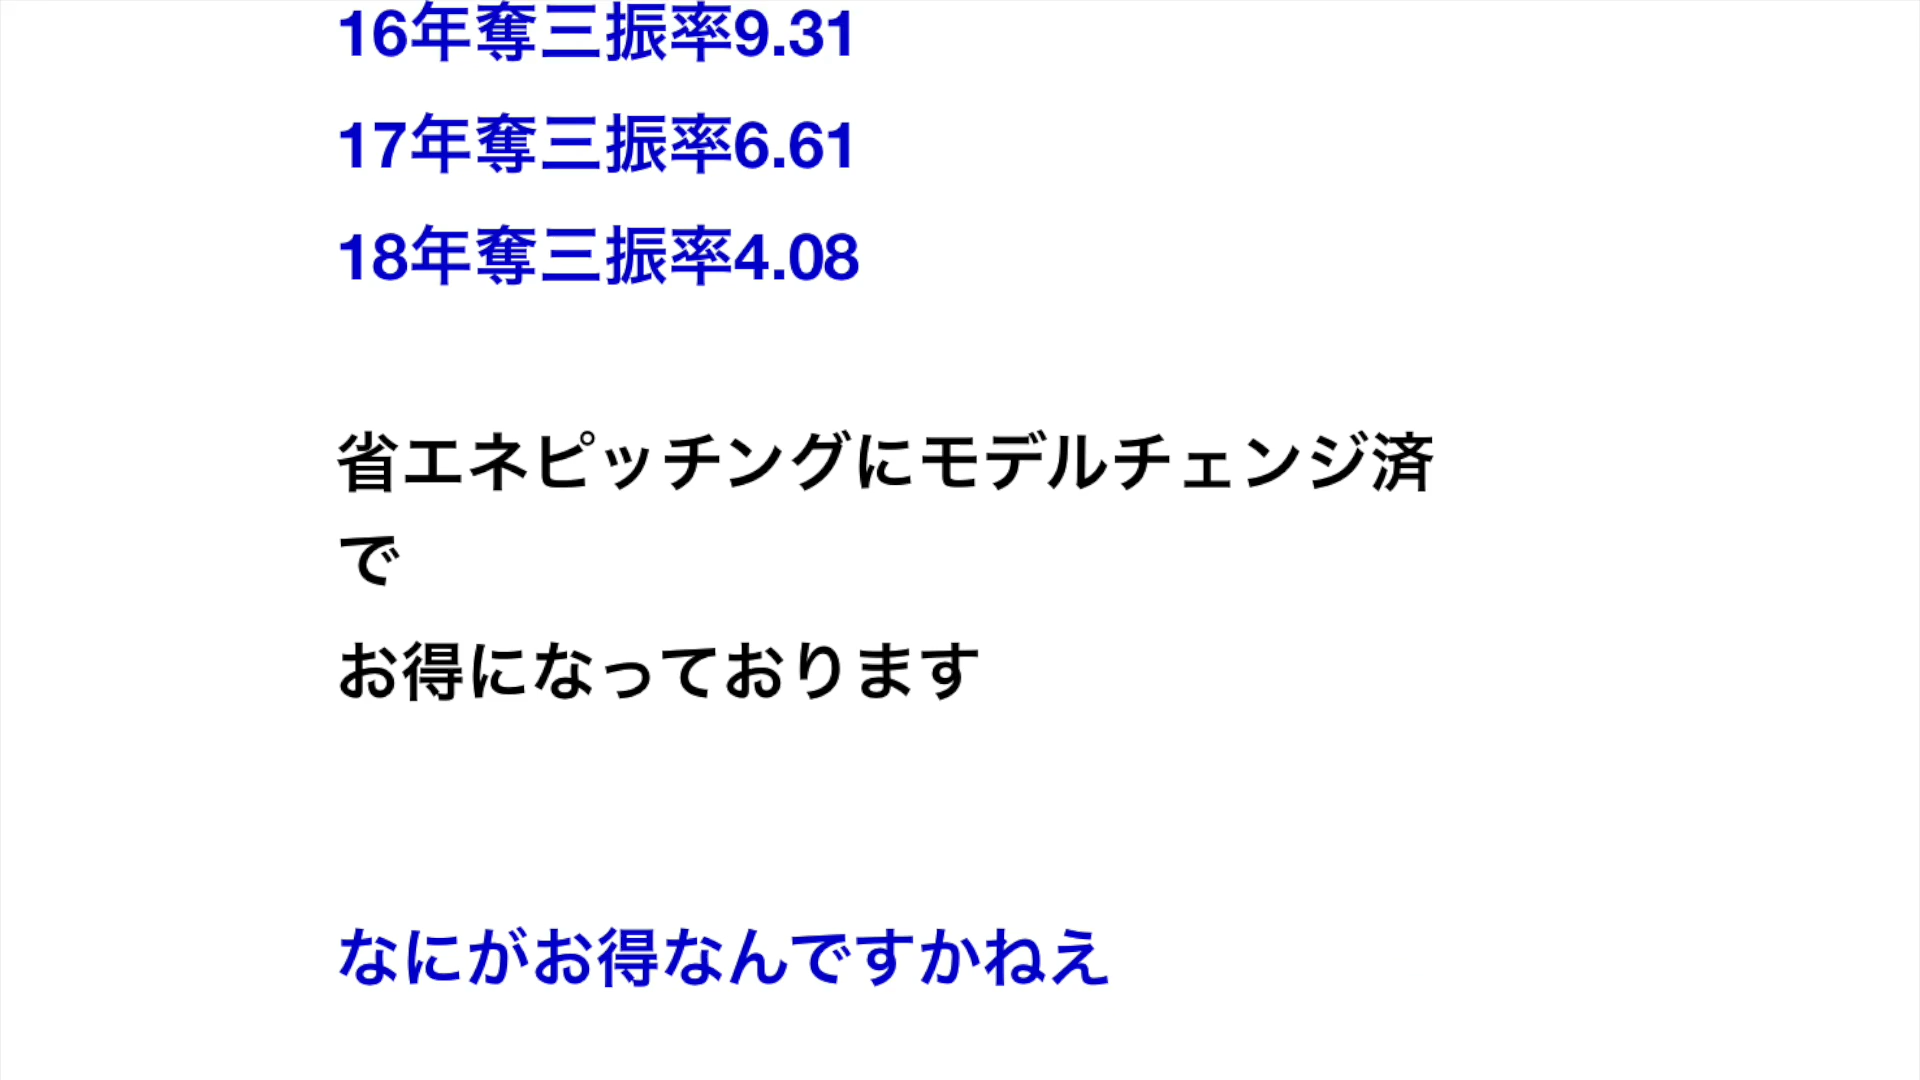 16年奪三振率9.31
17年奪三振率6.61
18年奪三振率4.08
省エネピッチングにモデルチェンジ済
で
お得になっております
なにがお得なんですかねえ